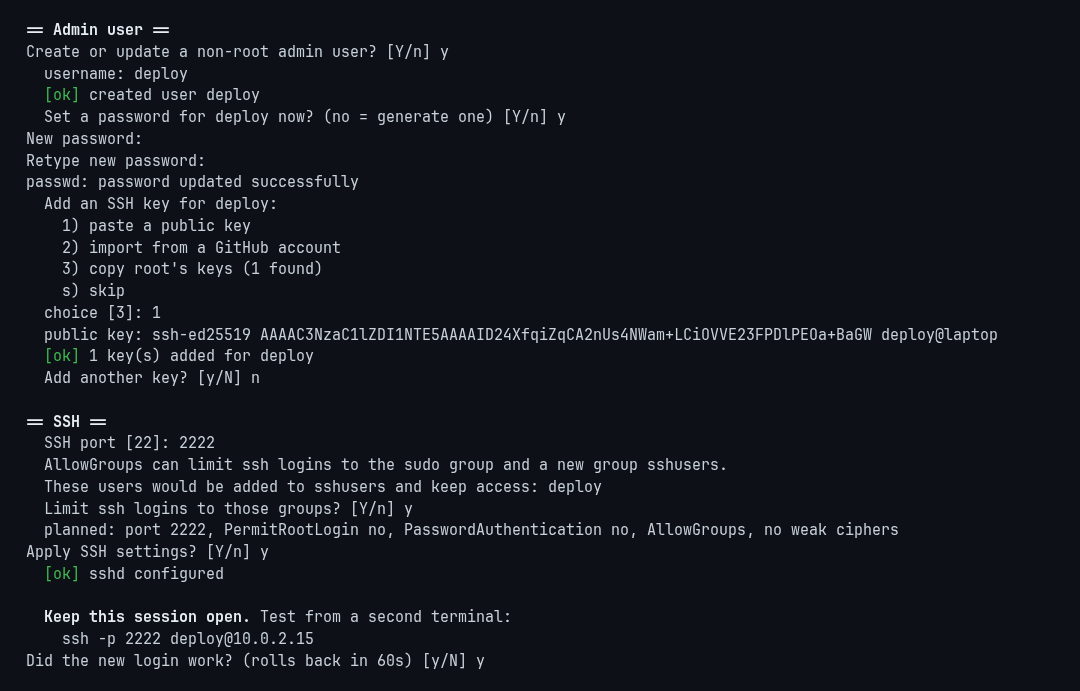 == Admin user ==
Create or update a non-root admin user? [Y/n] y
username: deploy
[ok] created user deploy
Set a password for deploy now? (no = generate one) [Y/n] y
New password:
Retype new password:
passwd: password updated successfully
Add an SSH key for deploy:
1) paste a public key
2) import from a GitHub account
3) copy root's keys (1 found)
s) skip
choice [3]: 1
public key: ssh-ed25519 AAAAC3NzaC1lZDI1NTE5AAAAID24XfqiZqCA2nUs4NWam+LCiOVVE23FPDlPEOa+BaGW deploy@laptop
[ok] 1 key(s) added for deploy
Add another key? [y/N] n
== SSH ==
SSH port [22]: 2222
AllowGroups can limit ssh logins to the sudo group and a new group sshusers.
These users would be added to sshusers and keep access: deploy
Limit ssh logins to those groups? [Y/n] y
planned: port 2222, PermitRootLogin no, PasswordAuthentication no, AllowGroups, no weak ciphers
Apply SSH settings? [Y/n] y
[ok] sshd configured
Keep this session open. Test from a second terminal:
ssh -p 2222 deploy@10.0.2.15
Did the new login work? (rolls back in 60s) [y/N] y